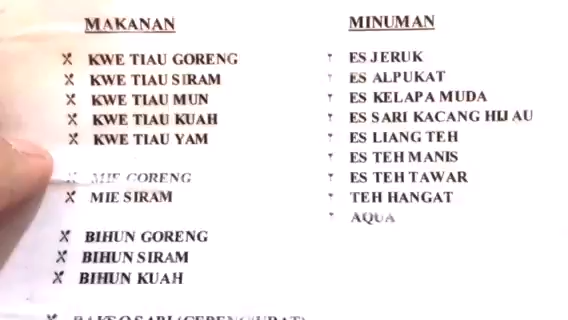 MAKANAN
KWE TIAU GORENG
KWE TIAU SIRAM
KWE TIAU MUN
KWE TIAU KUAH
KWE TIAU YAM
MIE GORENG
MIE SIRAM
BIHUN GORENG
BIHUN SIRAM
BIHUN KUAH
MINUMAN
ES JERUK
ES ALPUKAT
ES KELAPA MUDA
ES SARI KACANG HIJAU
ES LIANG TEH
ES TEH MANIS
ES TEH TAWAR
TEH HANGAT
AQUA